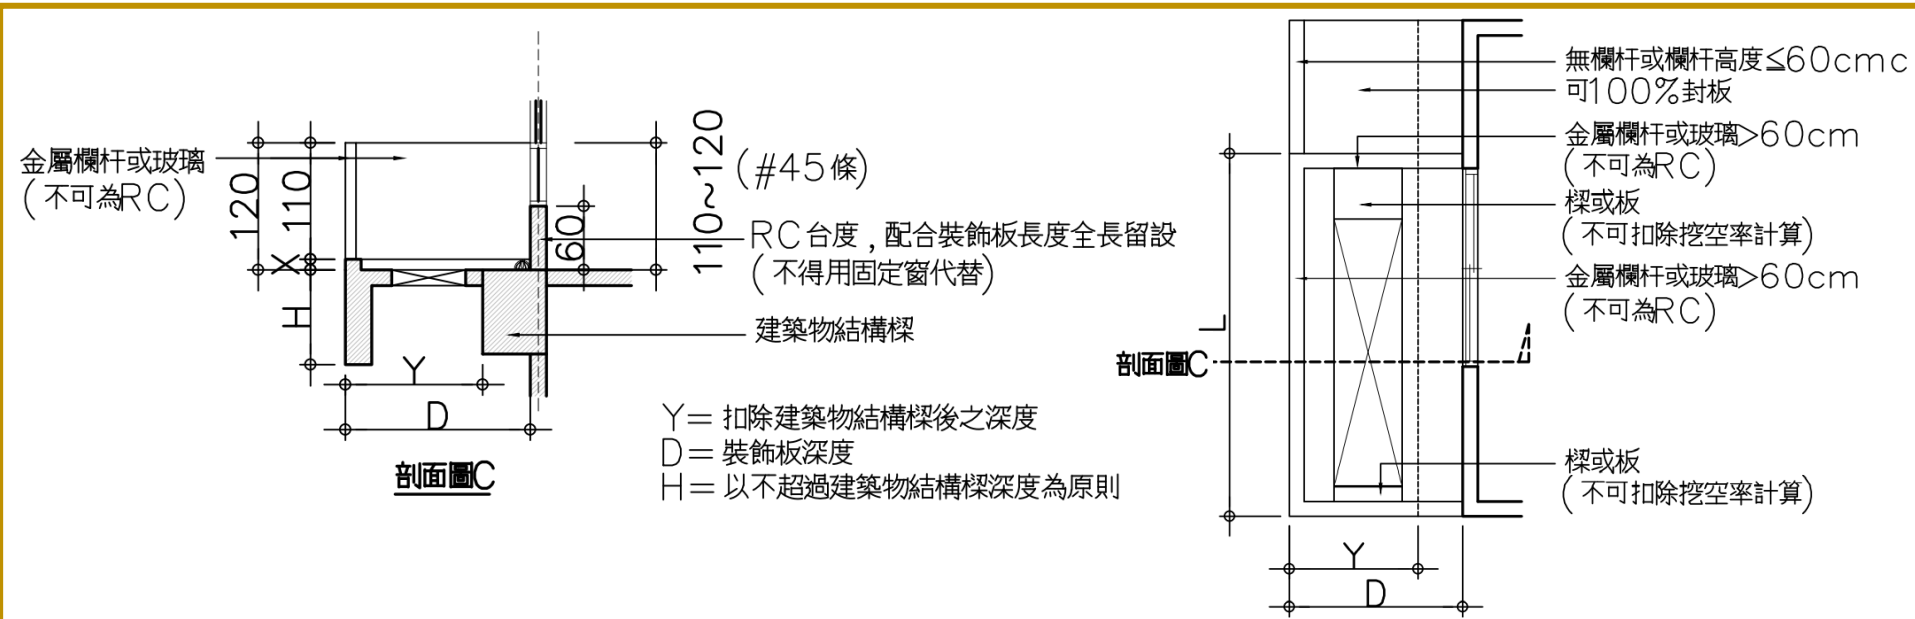 金屬欄杆或玻璃
(不可為RC)
120
110
X
H
Y
D
剖面圖C
60
110~120
(#45條)
RC台度,配合裝飾板長度全長留設
(不得用固定窗代替)
建築物結構樑
Y=扣除建築物結構樑後之深度
D=裝飾板深度
H=以不超過建築物結構樑深度為原則
無欄杆或欄杆高度≤60cmc
可100%封板
金屬欄杆或玻璃>60cm
(不可為RC)
樑或板
(不可扣除挖空率計算)
金屬欄杆或玻璃>60cm
(不可為RC)
L
剖面圖C
樑或板
(不可扣除挖空率計算)
Y
D